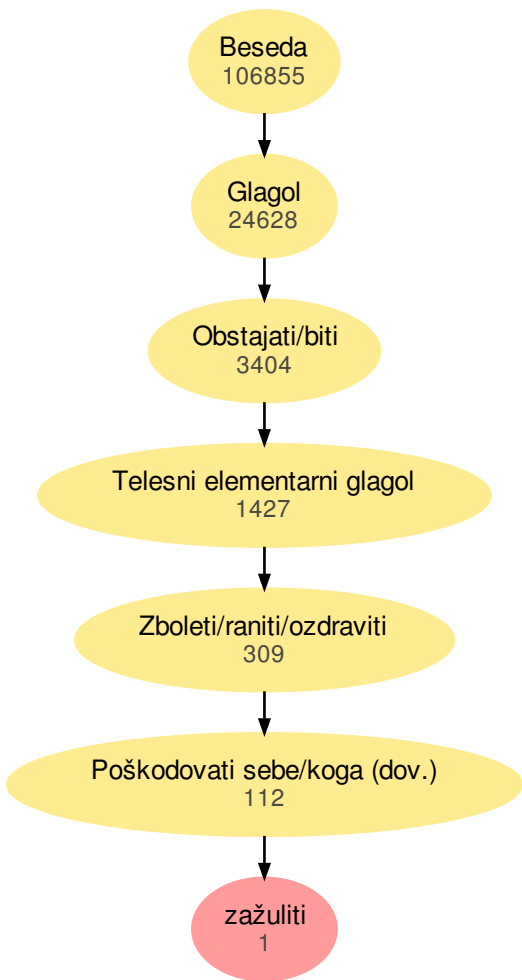 Beseda
106855
Glagol
24628
Obstajati/biti
3404
Telesni elementarni glagol
1427
Zboleti/raniti/ozdraviti
309
Poškodovati sebe/koga (dov.)
112
zažuliti
1